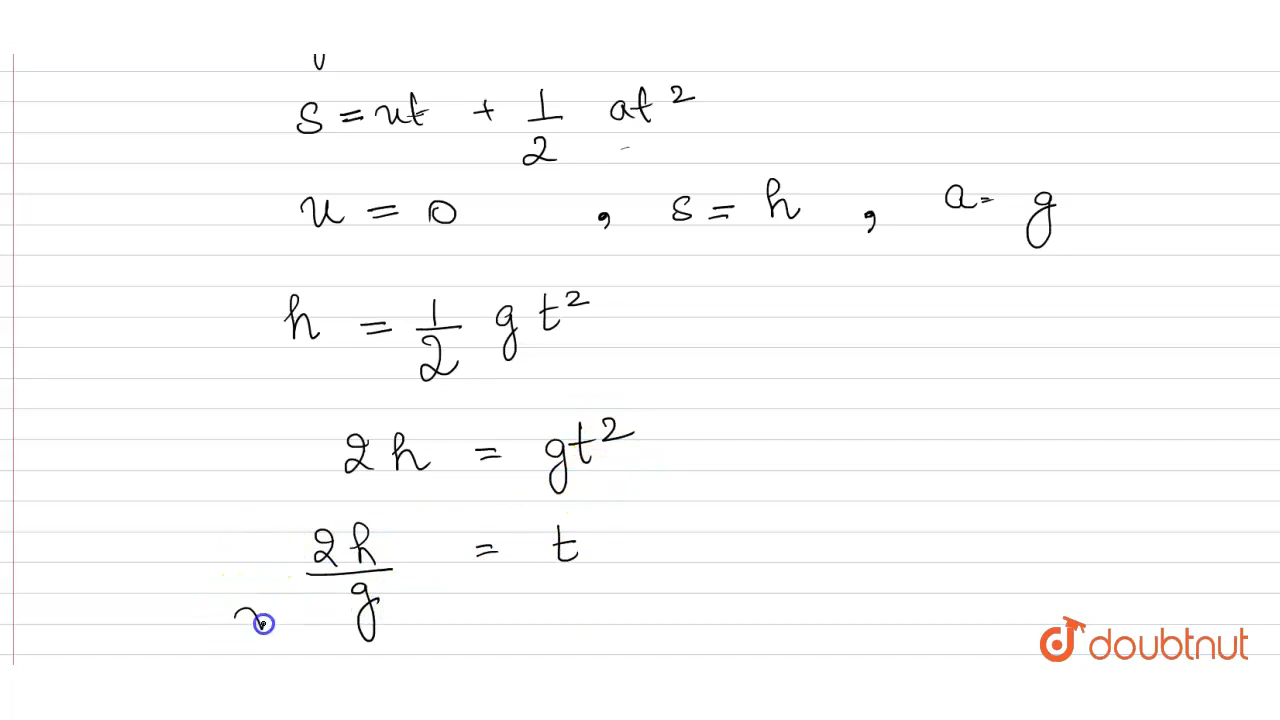 s = ut + 1/2 at²
u = 0 , s = h , a = g
h = 1/2 g t²
2h = gt²
2h/g = t
doubtnut